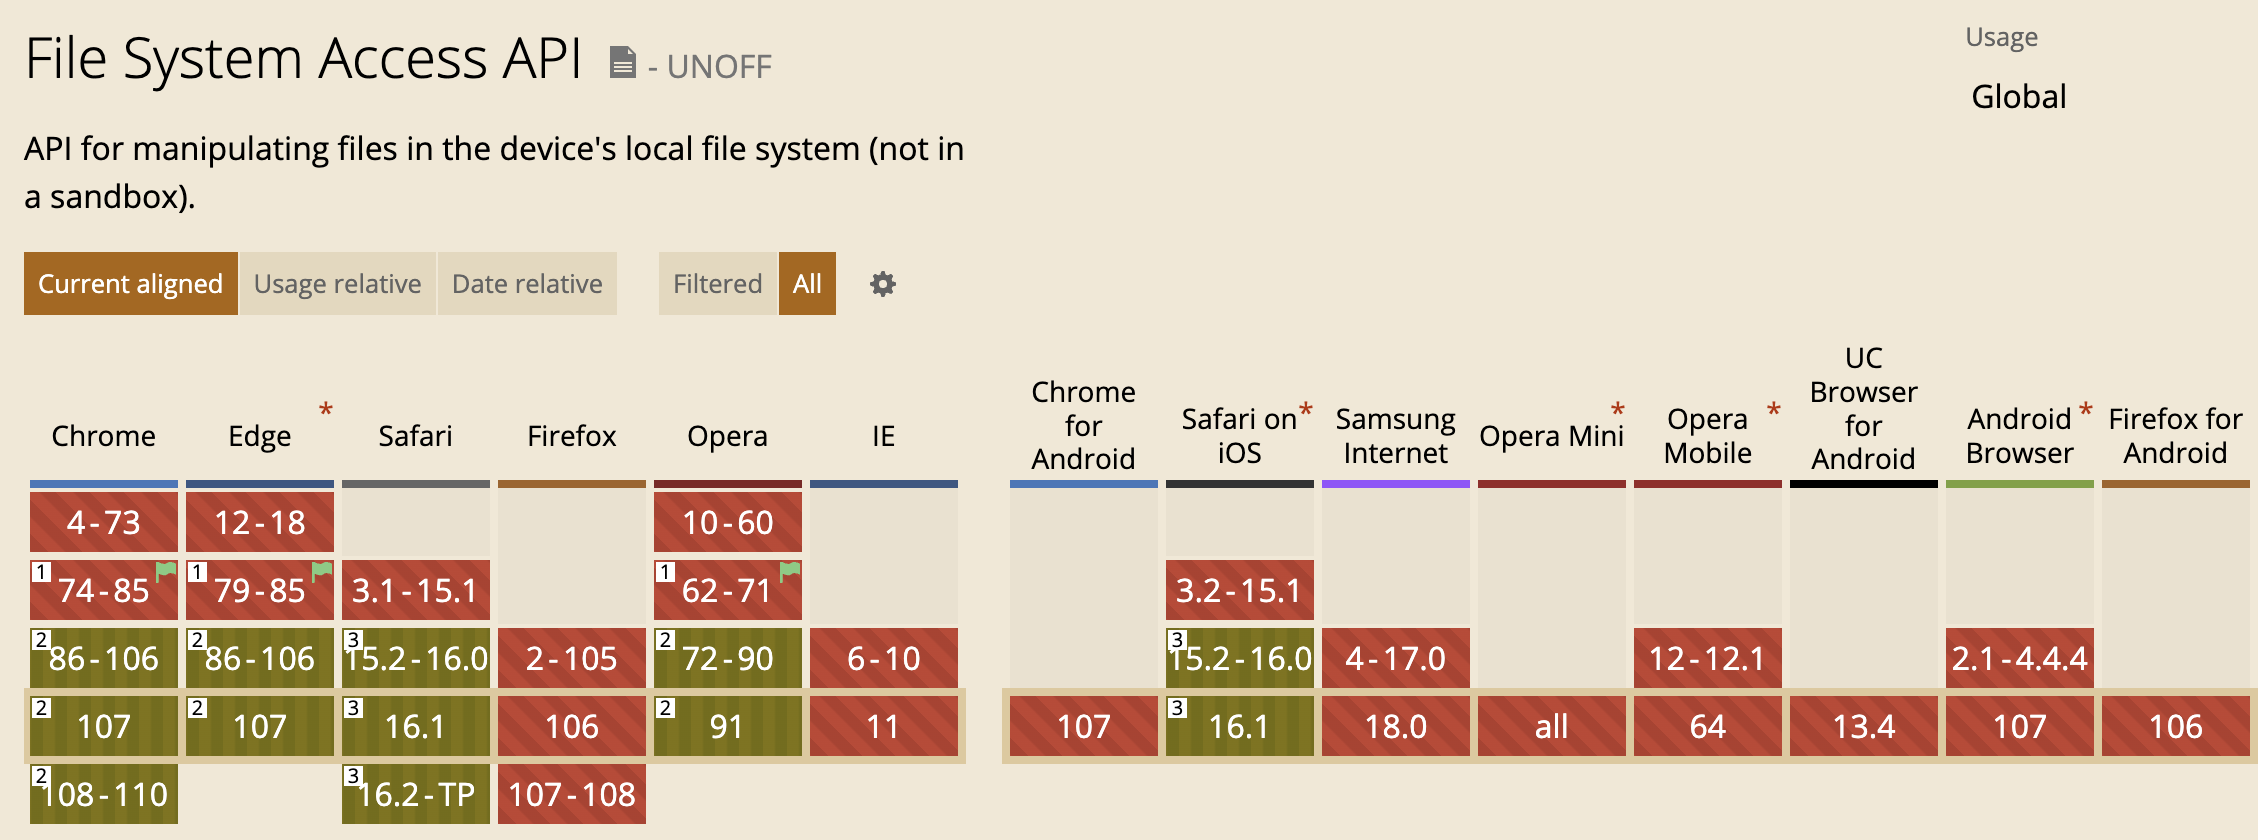 File System Access API - UNOFF
Usage
Global
API for manipulating files in the device's local file system (not in
a sandbox).
Current aligned Usage relative Date relative Filtered All
Chrome Edge * Safari Firefox Opera IE Chrome for Android Safari on iOS * Samsung Internet Opera Mini * Opera Mobile * UC Browser for Android Android Browser * Firefox for Android
4-73 12-18 10-60
1 74-85 1 79-85 3.1-15.1 1 62-71 3.2-15.1
2 86-106 2 86-106 3 15.2-16.0 2-105 2 72-90 6-10 3 15.2-16.0 4-17.0 12-12.1 2.1-4.4.4
2 107 2 107 3 16.1 106 2 91 11 107 3 16.1 18.0 all 64 13.4 107 106
2 108-110 3 16.2-TP 107-108